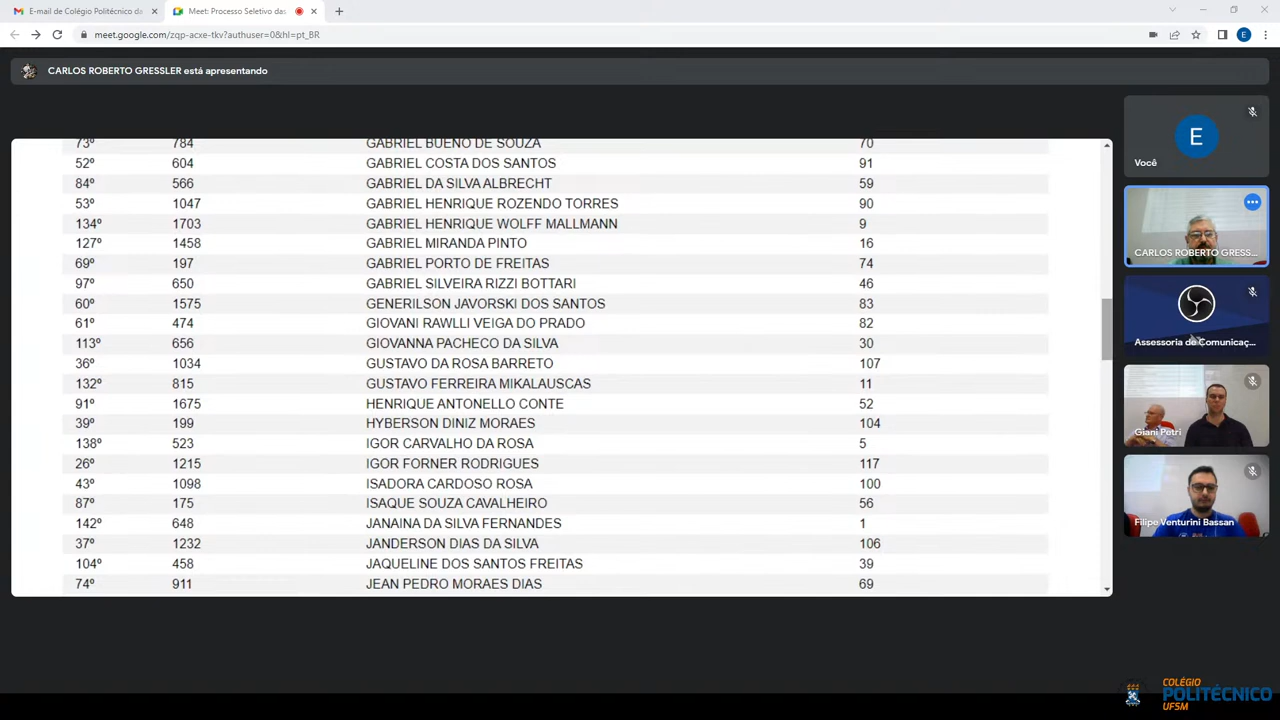 E-mail de Colégio Politécnico da
Meet: Processo Seletivo das
meet.google.com/zqp-acxe-tkv?authuser=0&hl=pt_BR
E
CARLOS ROBERTO GRESSLER está apresentando
73º 784 GABRIEL BUENO DE SOUZA 70
52º 604 GABRIEL COSTA DOS SANTOS 91
84º 566 GABRIEL DA SILVA ALBRECHT 59
53º 1047 GABRIEL HENRIQUE ROZENDO TORRES 90
134º 1703 GABRIEL HENRIQUE WOLFF MALLMANN 9
127º 1458 GABRIEL MIRANDA PINTO 16
69º 197 GABRIEL PORTO DE FREITAS 74
97º 650 GABRIEL SILVEIRA RIZZI BOTTARI 46
60º 1575 GENERILSON JAVORSKI DOS SANTOS 83
61º 474 GIOVANI RAWLLI VEIGA DO PRADO 82
113º 656 GIOVANNA PACHECO DA SILVA 30
36º 1034 GUSTAVO DA ROSA BARRETO 107
132º 815 GUSTAVO FERREIRA MIKALAUSCAS 11
91º 1675 HENRIQUE ANTONELLO CONTE 52
39º 199 HYBERSON DINIZ MORAES 104
138º 523 IGOR CARVALHO DA ROSA 5
26º 1215 IGOR FORNER RODRIGUES 117
43º 1098 ISADORA CARDOSO ROSA 100
87º 175 ISAQUE SOUZA CAVALHEIRO 56
142º 648 JANAINA DA SILVA FERNANDES 1
37º 1232 JANDERSON DIAS DA SILVA 106
104º 458 JAQUELINE DOS SANTOS FREITAS 39
74º 911 JEAN PEDRO MORAES DIAS 69
E
Você
CARLOS ROBERTO GRESS...
Assessoria de Comunicaç...
Giani Petri
Filipe Venturini Bassan
COLÉGIO
POLITÉCNICO
UFSM